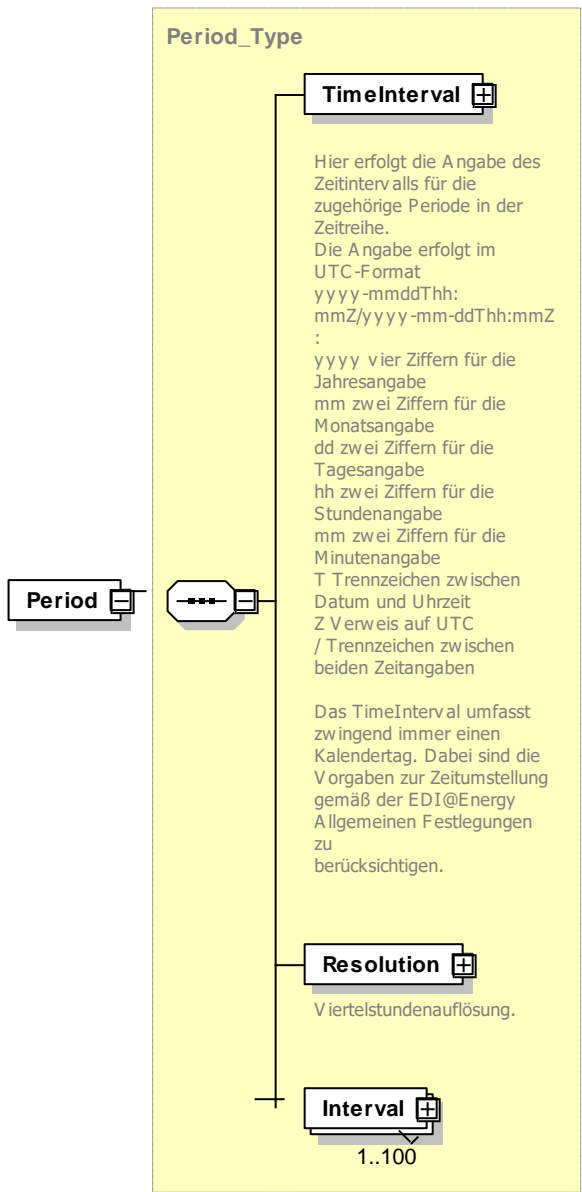 Period_Type
TimeInterval
Hier erfolgt die Angabe des
Zeitintervalls für die
zugehörige Periode in der
Zeitreihe.
Die Angabe erfolgt im
UTC-Format
yyyy-mmddThh:
mmZ/yyyy-mm-ddThh:mmZ
:
yyyy vier Ziffern für die
Jahresangabe
mm zwei Ziffern für die
Monatsangabe
dd zwei Ziffern für die
Tagesangabe
hh zwei Ziffern für die
Stundenangabe
mm zwei Ziffern für die
Minutenangabe
T Trennzeichen zwischen
Datum und Uhrzeit
Z Verweis auf UTC
/ Trennzeichen zwischen
beiden Zeitangaben
Das TimeInterval umfasst
zwingend immer einen
Kalendertag. Dabei sind die
Vorgaben zur Zeitumstellung
gemäß der EDI@Energy
Allgemeinen Festlegungen
zu
berücksichtigen.
Period
Resolution
Viertelstundenauflösung.
Interval
1..100